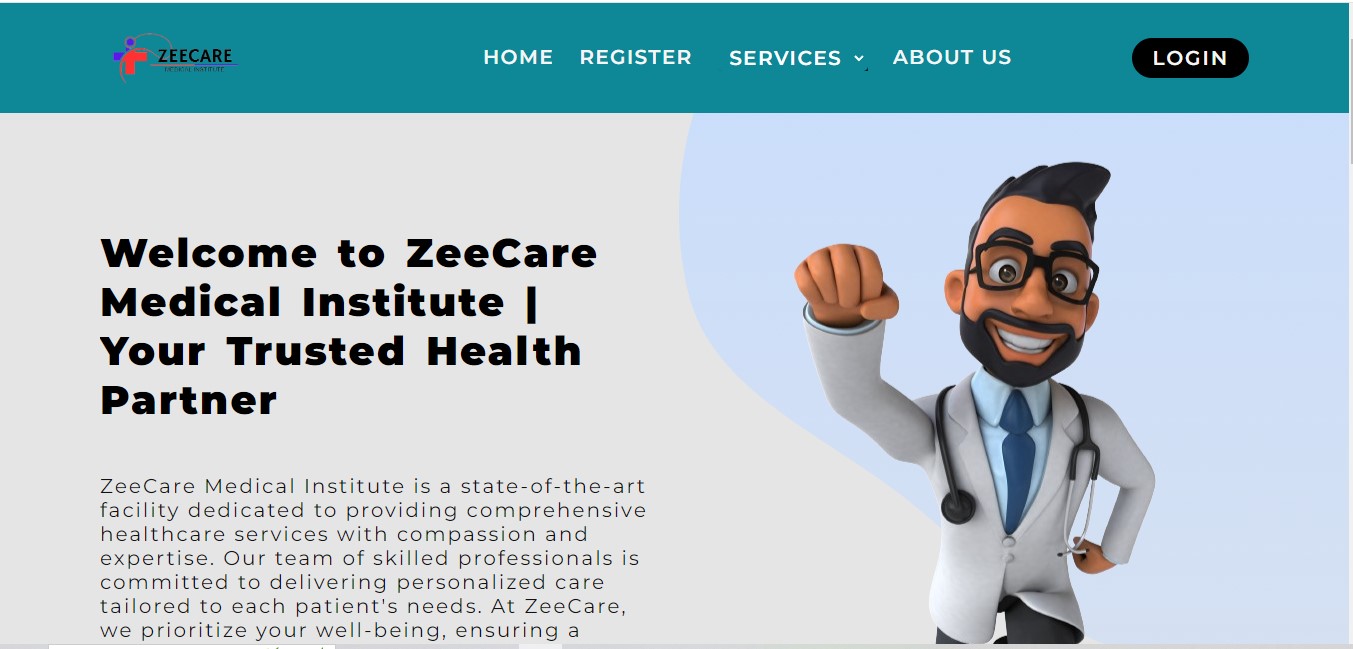 ZEECARE
MEDICAL INSTITUTE
HOME REGISTER SERVICES ABOUT US LOGIN
Welcome to ZeeCare
Medical Institute |
Your Trusted Health
Partner
ZeeCare Medical Institute is a state-of-the-art
facility dedicated to providing comprehensive
healthcare services with compassion and
expertise. Our team of skilled professionals is
committed to delivering personalized care
tailored to each patient's needs. At ZeeCare,
we prioritize your well-being, ensuring a